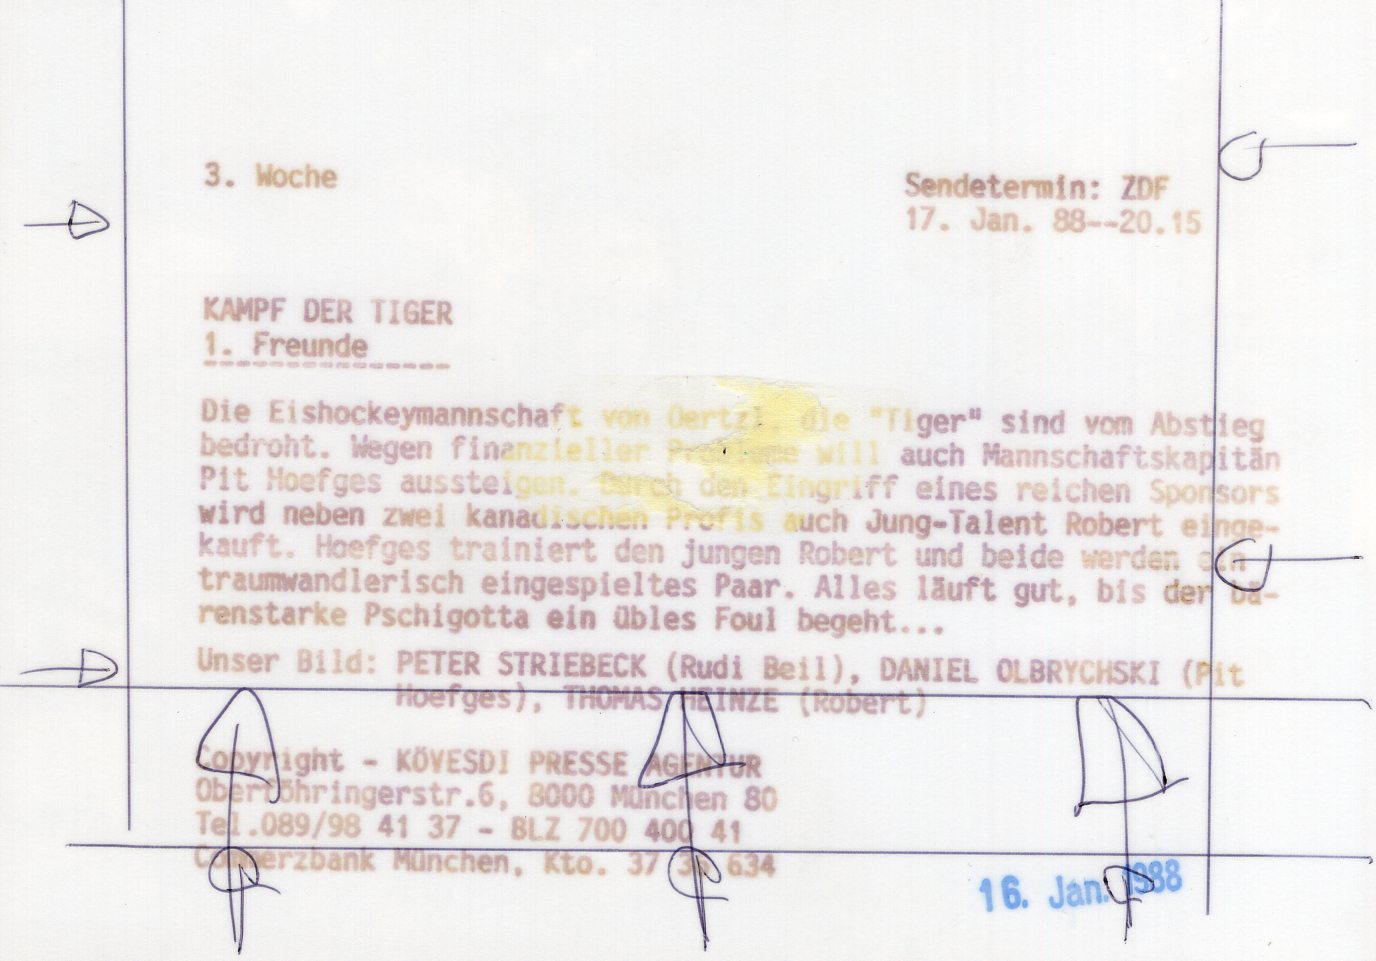 3. Woche
Sendetermin: ZDF
17. Jan. 88--20.15
KAMPF DER TIGER
1. Freunde
Die Eishockeymannschaft von Oertzl, die "Tiger" sind vom Abstieg
bedroht. Wegen finanzieller Probleme will auch Mannschaftskapitän
Pit Hoefges aussteigen. Durch den Eingriff eines reichen Sponsors
wird neben zwei kanadischen Profis auch Jung-Talent Robert einge-
kauft. Hoefges trainiert den jungen Robert und beide werden ein
traumwandlerisch eingespieltes Paar. Alles läuft gut, bis der bä-
renstarke Pschigotta ein übles Foul begeht...
Unser Bild: PETER STRIEBECK (Rudi Beil), DANIEL OLBRYCHSKI (Pit
Hoefges), THOMAS HEINZE (Robert)
Copyright - KÖVESDI PRESSE AGENTUR
Oberföhringerstr.6, 8000 München 80
Tel.089/98 41 37 - BLZ 700 400 41
Commerzbank München, Kto. 37 634
16. Jan. 1988